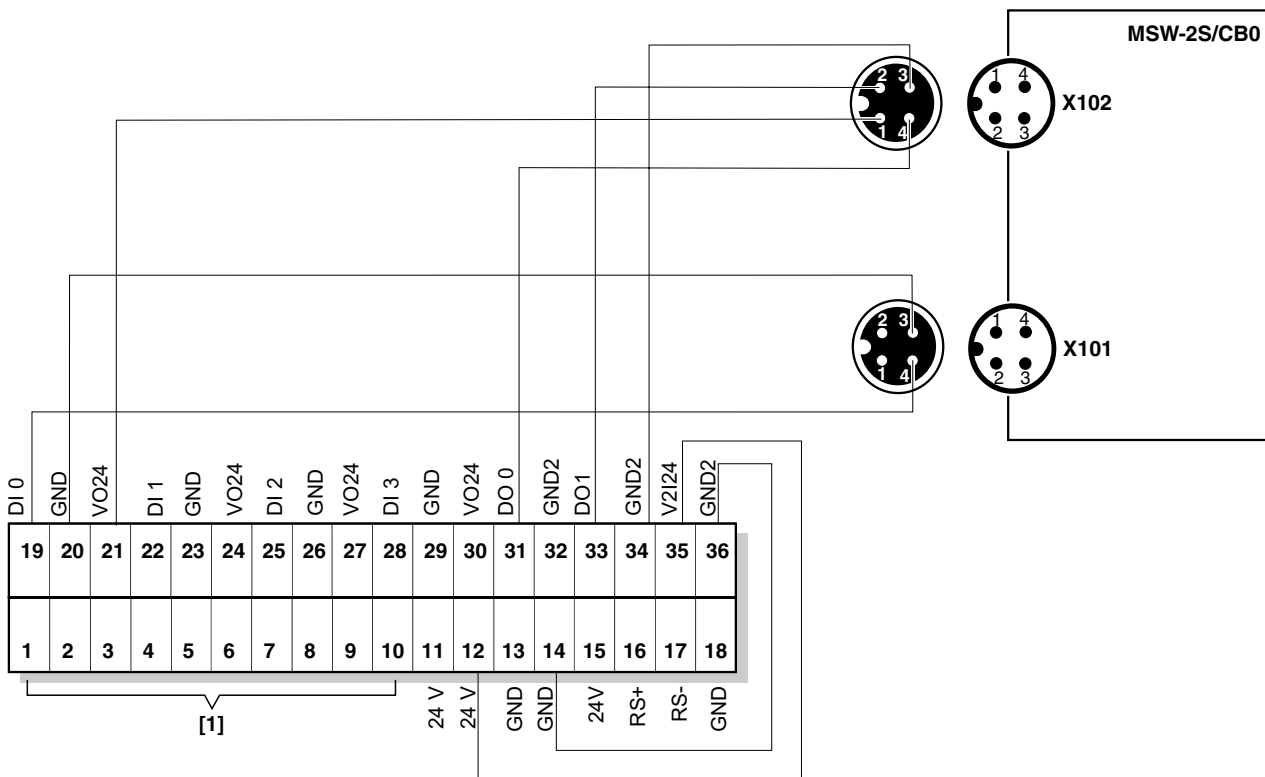 MSW-2S/CB0
2 3
1 4
1 4
2 3
X102
2 3
1 4
1 4
2 3
X101
DI 0 GND VO24 DI 1 GND VO24 DI 2 GND VO24 DI 3 GND VO24 DO 0 GND2 DO1 GND2 V2I24 GND2
19 20 21 22 23 24 25 26 27 28 29 30 31 32 33 34 35 36
1 2 3 4 5 6 7 8 9 10 11 12 13 14 15 16 17 18
[1]
24 V 24 V GND GND 24V RS+ RS- GND